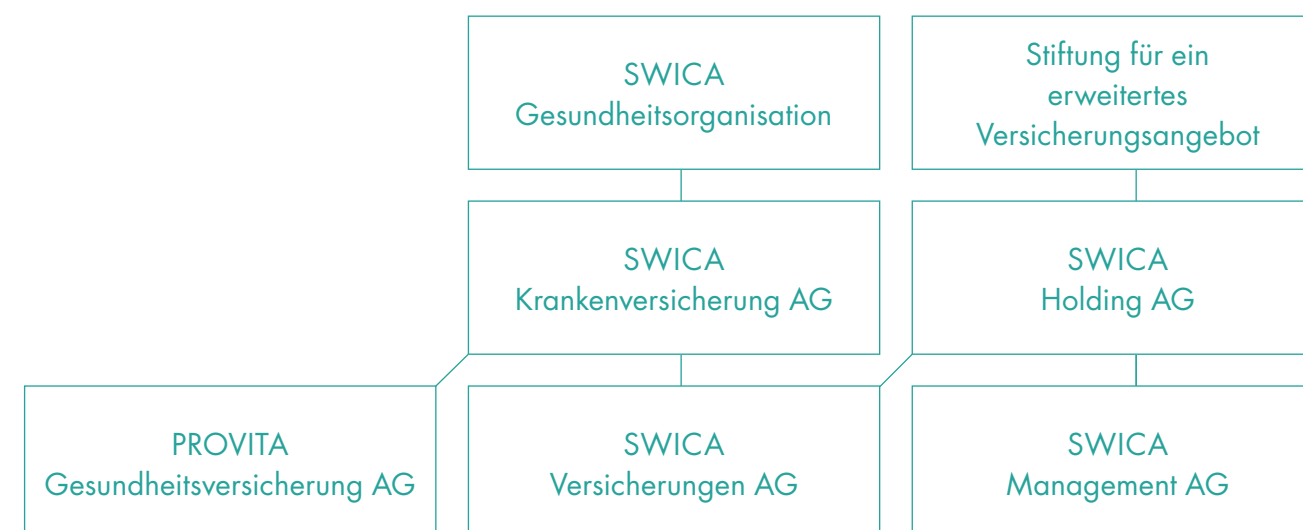 SWICA
Gesundheitsorganisation
Stiftung für ein
erweitertes
Versicherungsangebot
SWICA
Krankenversicherung AG
SWICA
Holding AG
PROVITA
Gesundheitsversicherung AG
SWICA
Versicherungen AG
SWICA
Management AG